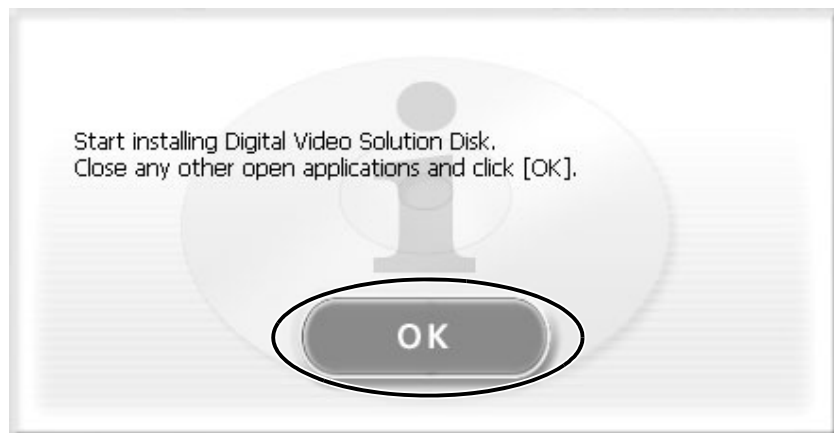 Start installing Digital Video Solution Disk.
Close any other open applications and click [OK].
OK